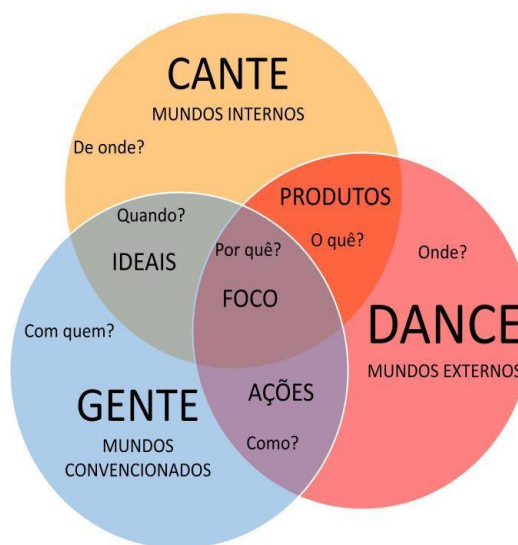 CANTE
MUNDOS INTERNOS
De onde?
PRODUTOS
Quando?
O quê?
Por quê?
Onde?
IDEAIS
FOCO
Com quem?
DANCE
MUNDOS EXTERNOS
GENTE
AÇÕES
MUNDOS
CONVENCIONADOS
Como?